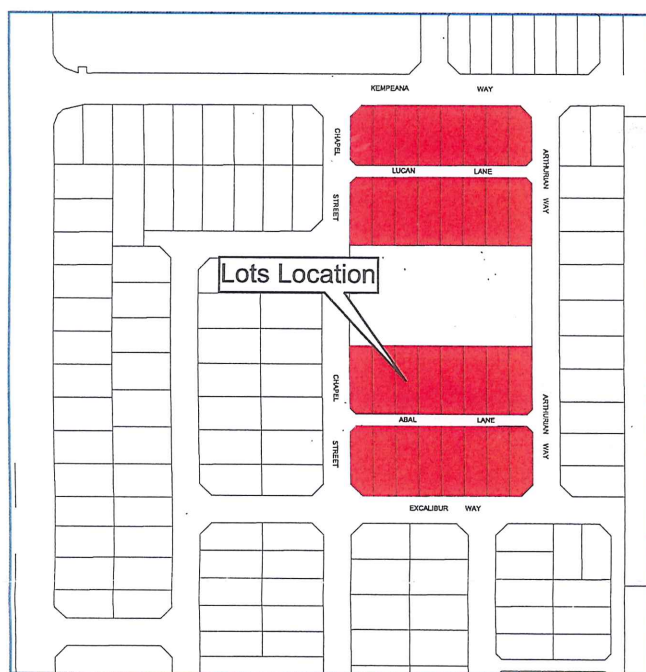 KEMPEANA WAY
CHAPEL
STREET
LUCAN LANE
ARTHURIAN WAY
Lots Location
CHAPEL
STREET
ABAL LANE
ARTHURIAN WAY
EXCALIBUR WAY